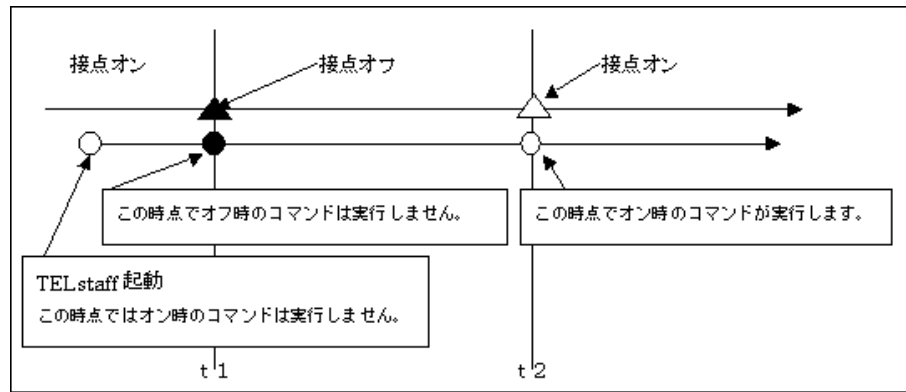 接点オン
接点オフ
接点オン
この時点でオフ時のコマンドは実行しません。
この時点でオン時のコマンドが実行します。
TELstaff 起動
この時点ではオン時のコマンドは実行しません。
t 1
t 2